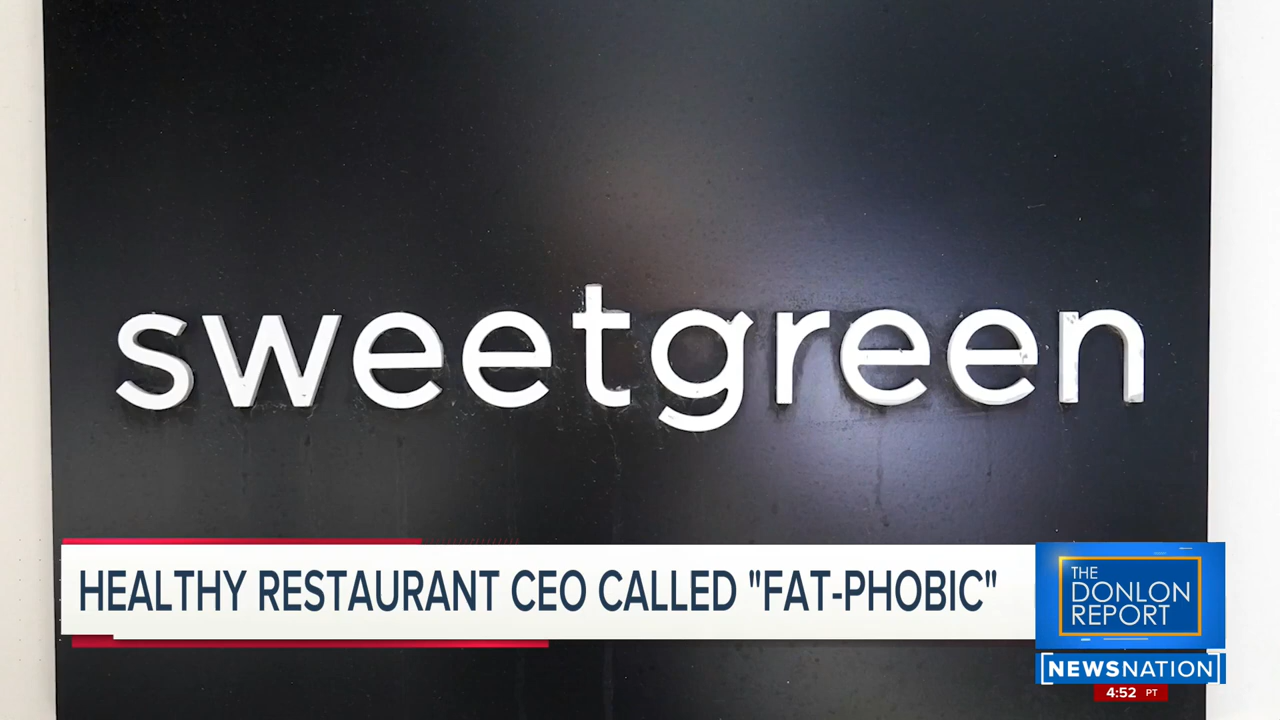 sweetgreen
HEALTHY RESTAURANT CEO CALLED "FAT-PHOBIC"
THE
DONLON
REPORT
NEWSNATION
4:52 PT